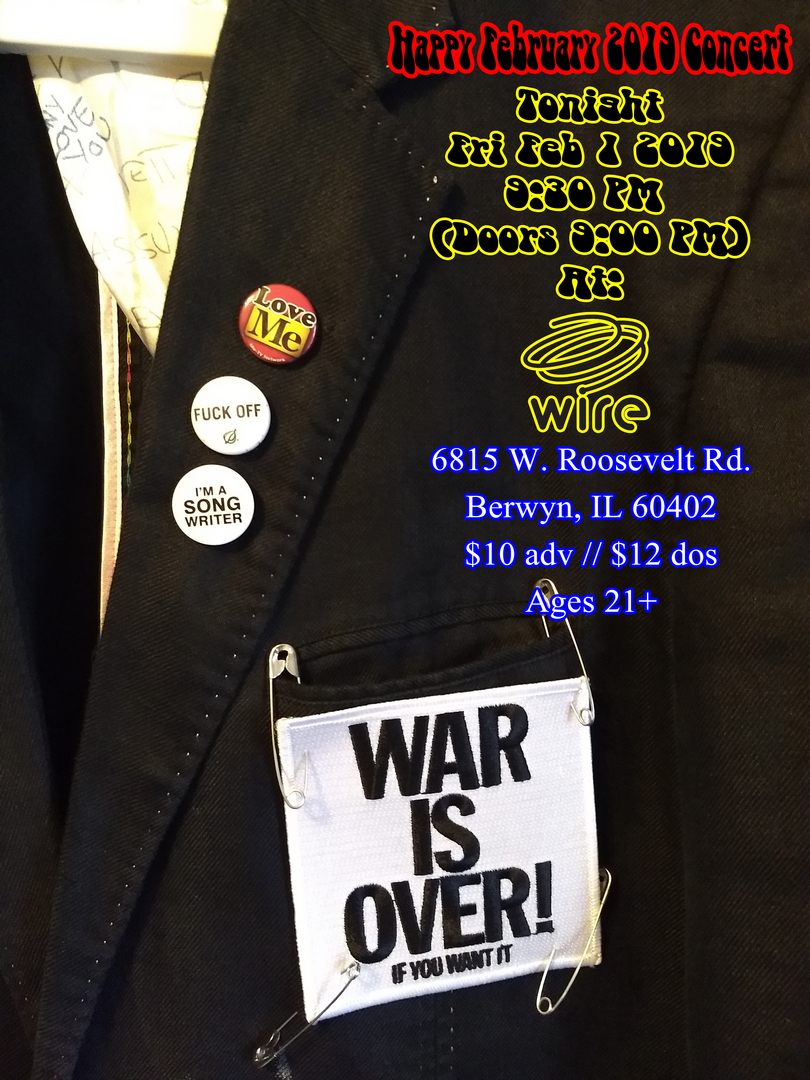 Happy February 2019 Concert
Tonight
Fri Feb 1 2019
9:30 PM
(Doors 9:00 PM)
At:
wire
6815 W. Roosevelt Rd.
Berwyn, IL 60402
$10 adv // $12 dos
Ages 21+
LOVE
YOU
Love
Me
FUCK OFF
I'M A
SONG
WRITER
WAR
IS
OVER!
IF YOU WANT IT